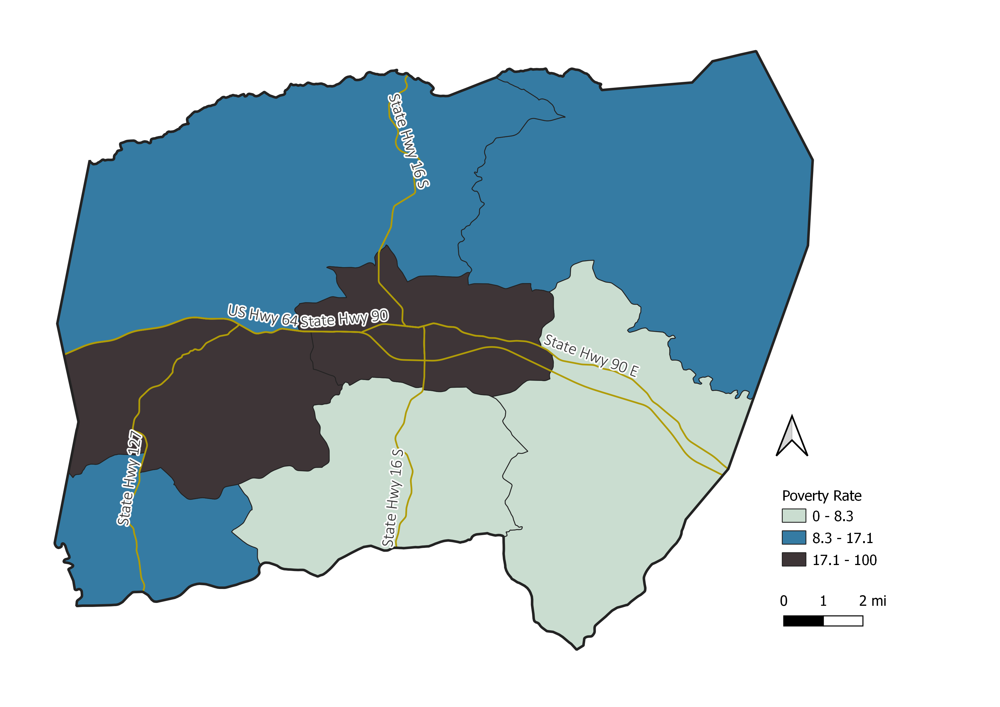 State Hwy 16 S
US Hwy 64
State Hwy 90
State Hwy 90 E
State Hwy 127
State Hwy 16 S
Poverty Rate
0 - 8.3
8.3 - 17.1
17.1 - 100
0 1 2 mi